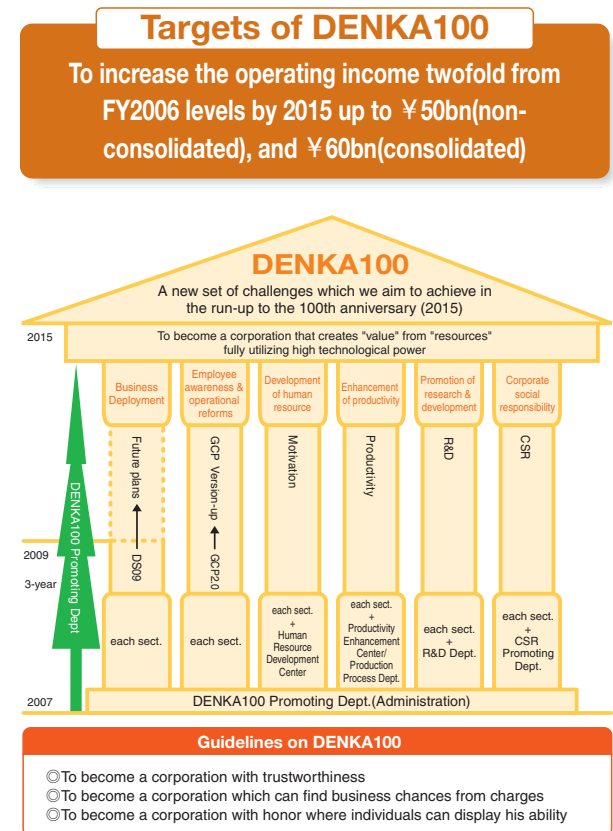 Targets of DENKA100
To increase the operating income twofold from
FY2006 levels by 2015 up to ￥50bn(non-
consolidated), and ￥60bn(consolidated)
DENKA100
A new set of challenges which we aim to achieve in
the run-up to the 100th anniversary (2015)
2015
To become a corporation that creates "value" from "resources"
fully utilizing high technological power
Business
Deployment
Employee
awareness &
operational
reforms
Development
of human
resource
Enhancement
of productivity
Promotion of
research &
development
Corporate
social
responsibility
Future plans
GCP Version-up
Motivation
Productivity
R&D
CSR
DENKA100 Promoting Dept
2009
3-year
DS09
GCP2.0
each sect.
each sect.
each sect.
+
Human
Resource
Development
Center
each sect.
+
Productivity
Enhancement
Center/
Production
Process Dept.
each sect.
+
R&D Dept.
each sect.
+
CSR
Promoting
Dept.
2007
DENKA100 Promoting Dept.(Administration)
Guidelines on DENKA100
◎To become a corporation with trustworthiness
◎To become a corporation which can find business chances from charges
◎To become a corporation with honor where individuals can display his ability